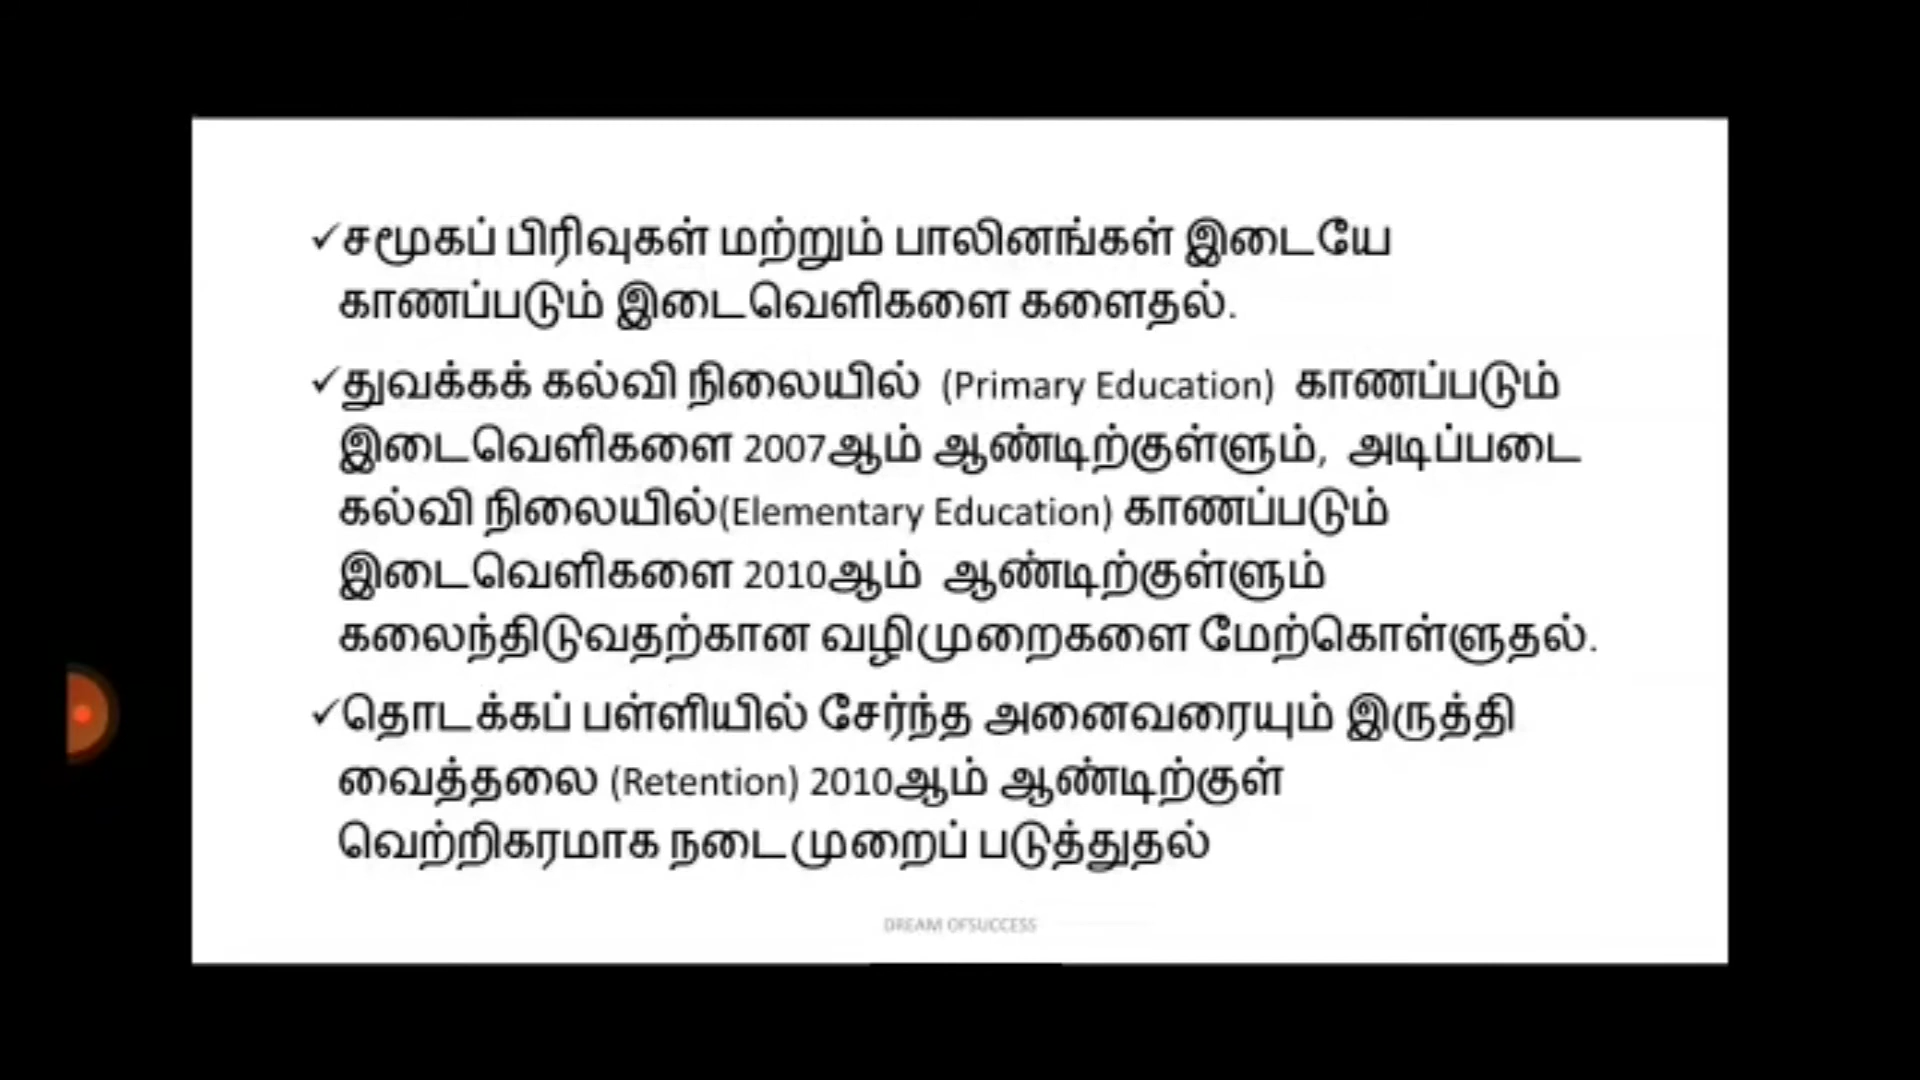 ✓சமூகப் பிரிவுகள் மற்றும் பாலினங்கள் இடையே
காணப்படும் இடைவெளிகளை களைதல்.
✓துவக்கக் கல்வி நிலையில் (Primary Education) காணப்படும்
இடைவெளிகளை 2007ஆம் ஆண்டிற்குள்ளும், அடிப்படை
கல்வி நிலையில்(Elementary Education) காணப்படும்
இடைவெளிகளை 2010ஆம் ஆண்டிற்குள்ளும்
கலைந்திடுவதற்கான வழிமுறைகளை மேற்கொள்ளுதல்.
✓தொடக்கப் பள்ளியில் சேர்ந்த அனைவரையும் இருத்தி
வைத்தலை (Retention) 2010ஆம் ஆண்டிற்குள்
வெற்றிகரமாக நடைமுறைப் படுத்துதல்
DREAM OFSUCCESS